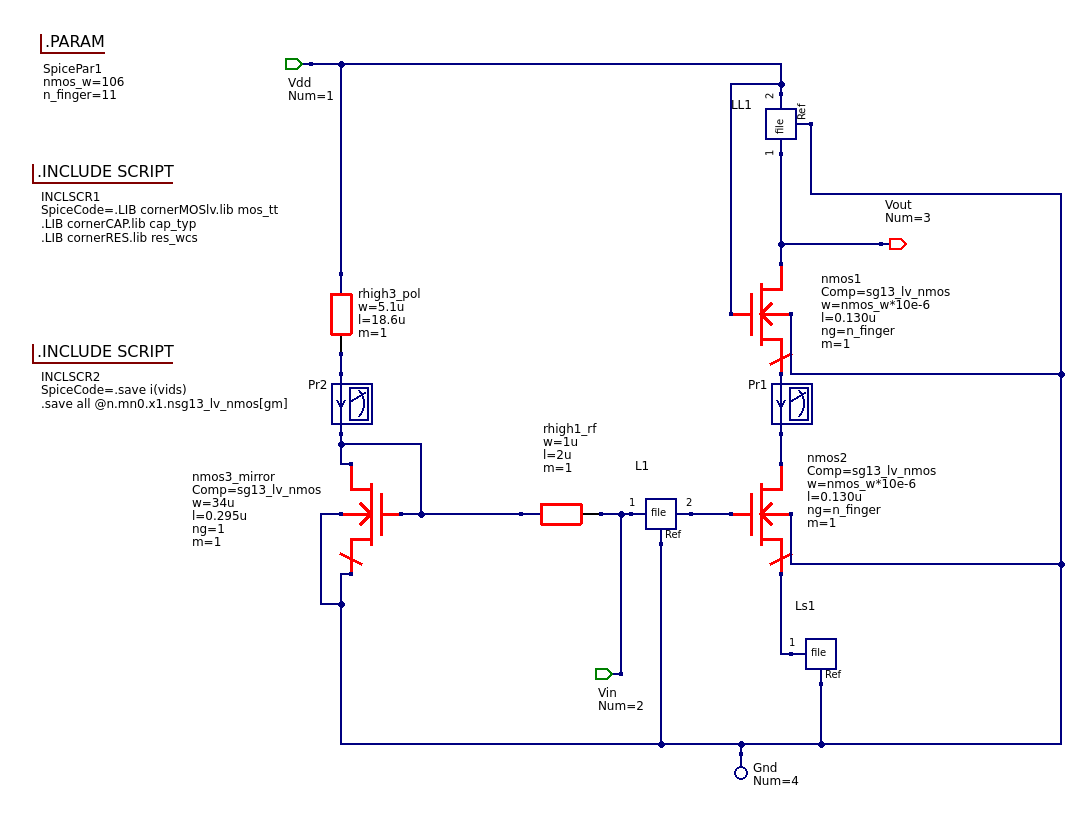 .PARAM
SpicePar1
nmos_w=106
n_finger=11
Vdd
Num=1
LL1
2
file
Ref
1
.INCLUDE SCRIPT
INCLSCR1
SpiceCode=.LIB cornerMOSlv.lib mos_tt
.LIB cornerCAP.lib cap_typ
.LIB cornerRES.lib res_wcs
Vout
Num=3
rhigh3_pol
w=5.1u
l=18.6u
m=1
nmos1
Comp=sg13_lv_nmos
w=nmos_w*10e-6
l=0.130u
ng=n_finger
m=1
.INCLUDE SCRIPT
INCLSCR2
SpiceCode=.save i(vids)
.save all @n.mn0.x1.nsg13_lv_nmos[gm]
Pr2
Pr1
rhigh1_rf
w=1u
l=2u
m=1
L1
1
file
2
Ref
nmos3_mirror
Comp=sg13_lv_nmos
w=34u
l=0.295u
ng=1
m=1
nmos2
Comp=sg13_lv_nmos
w=nmos_w*10e-6
l=0.130u
ng=n_finger
m=1
Ls1
1
file
Ref
Vin
Num=2
Gnd
Num=4